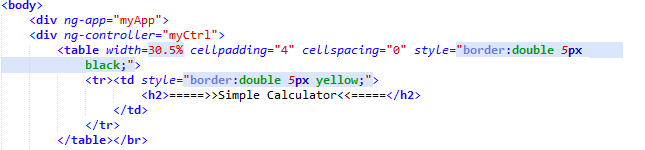 <body>
<div ng-app="myApp">
<div ng-controller="myCtrl">
<table width=30.5% cellpadding="4" cellspacing="0" style="border:double 5px
black;">
<tr><td style="border:double 5px yellow;">
<h2>=====>>Simple Calculator<<=====</h2>
</td>
</tr>
</table></br>